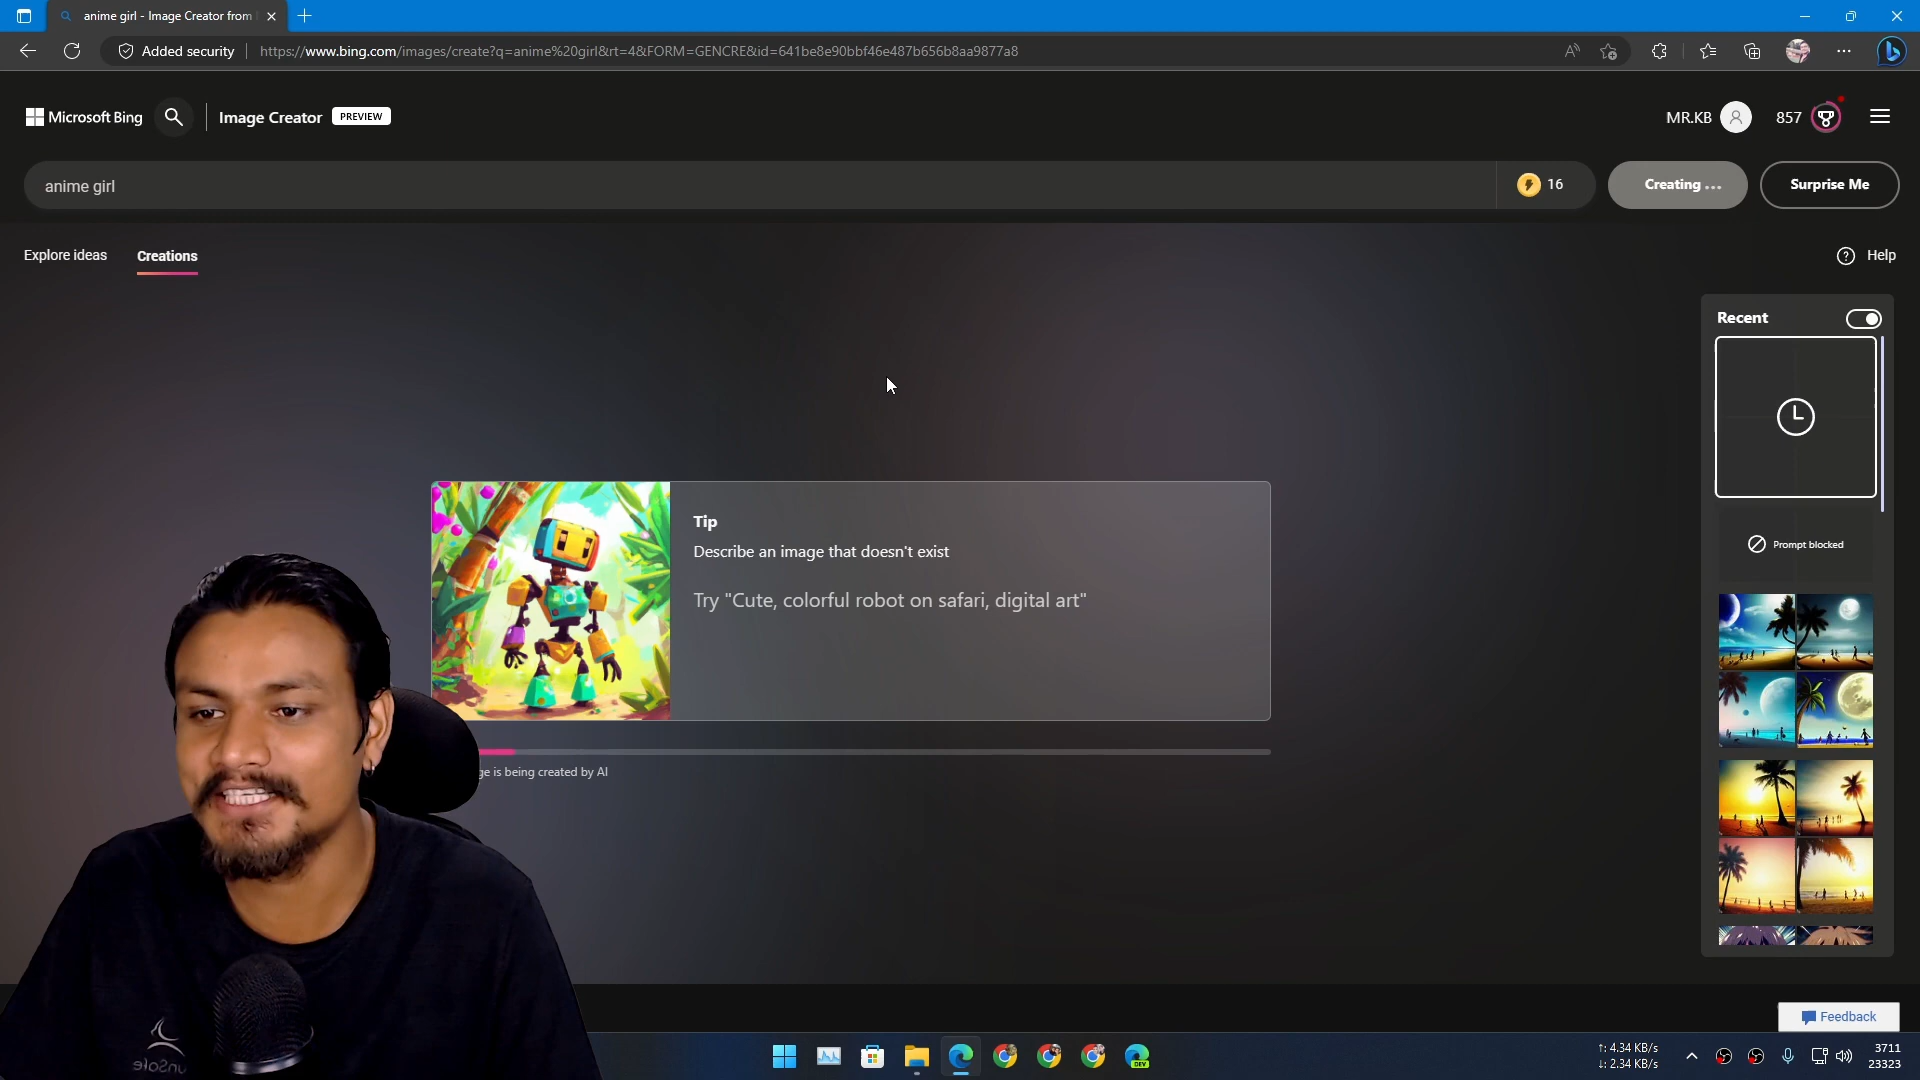 anime girl - Image Creator from
Added security
https://www.bing.com/images/create?q=anime%20girl&rt=4&FORM=GENCRE&id=641be8e90bbf46e487b656b8aa9877a8
Microsoft Bing
Image Creator
PREVIEW
MR.KB
857
anime girl
16
Creating ...
Surprise Me
Explore ideas
Creations
Help
Recent
Tip
Describe an image that doesn't exist
Try "Cute, colorful robot on safari, digital art"
Prompt blocked
is being created by AI
Feedback
DEV
↑: 4.34 KB/s
↓: 2.34 KB/s
3711
23323